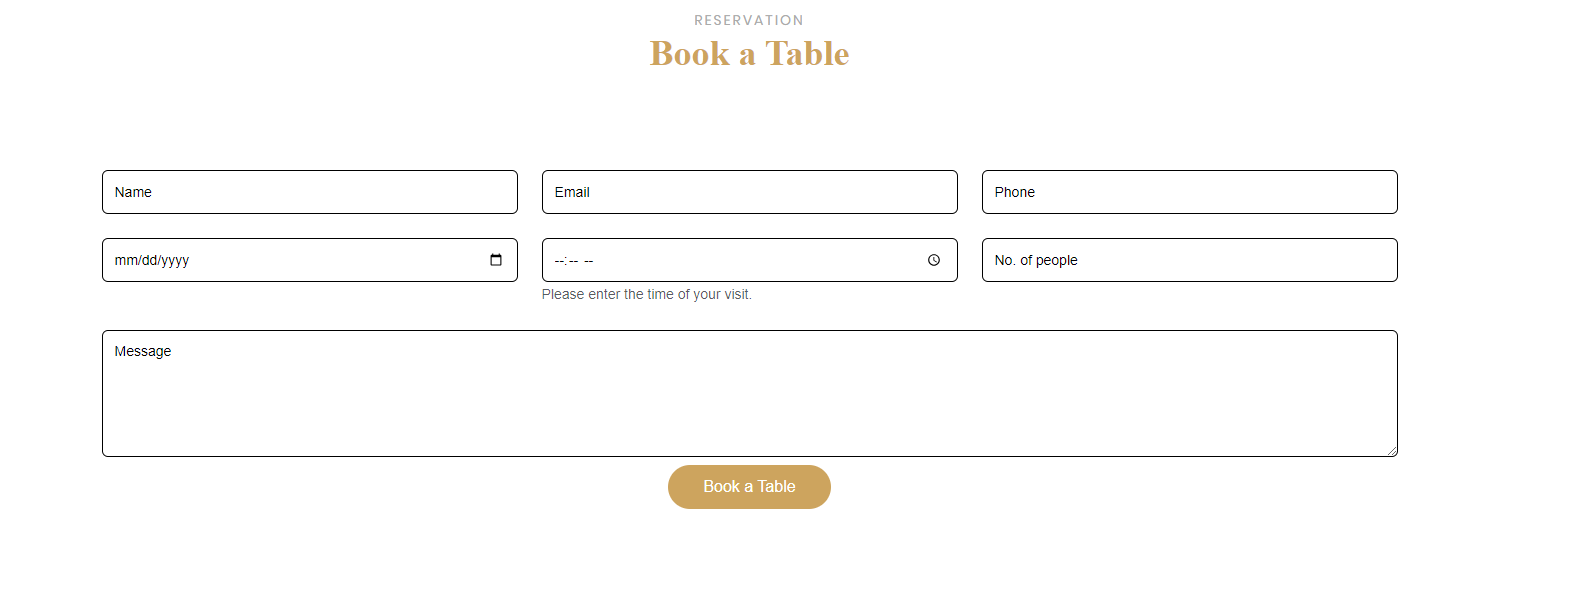 RESERVATION
Book a Table
Name Email Phone
mm/dd/yyyy --:-- -- No. of people
Please enter the time of your visit.
Message
Book a Table